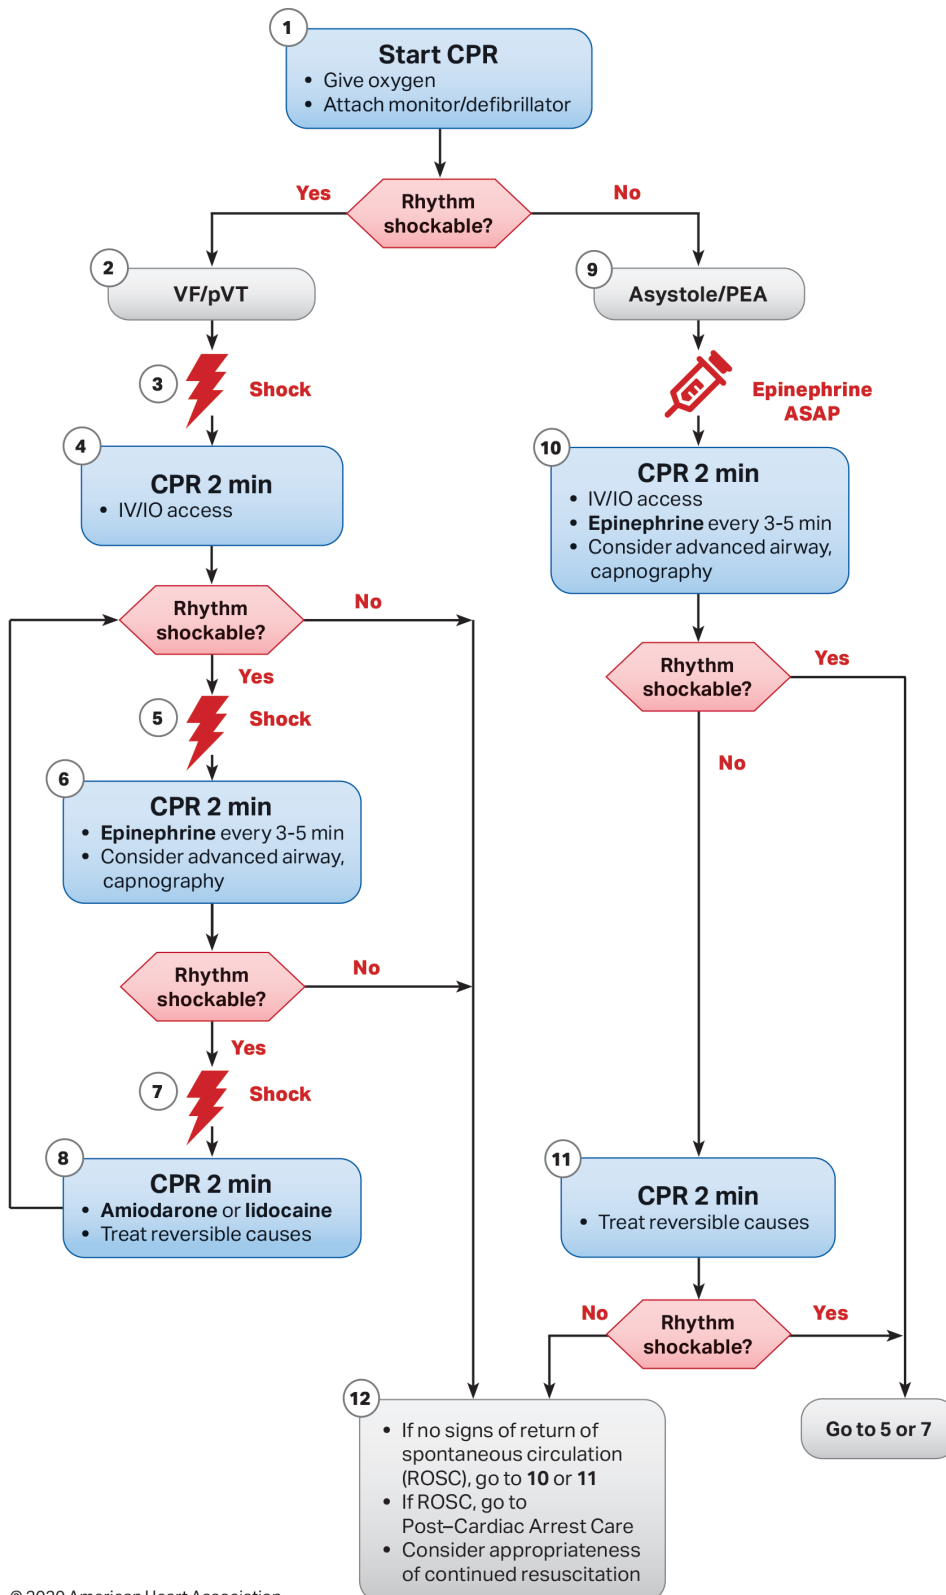 1
Start CPR
• Give oxygen
• Attach monitor/defibrillator
Rhythm
shockable?
Yes
No
2
VF/pVT
3
Shock
4
CPR 2 min
• IV/IO access
Rhythm
shockable?
No
Yes
5
Shock
6
CPR 2 min
• Epinephrine every 3-5 min
• Consider advanced airway,
capnography
Rhythm
shockable?
No
Yes
7
Shock
8
CPR 2 min
• Amiodarone or lidocaine
• Treat reversible causes
9
Asystole/PEA
Epinephrine
ASAP
10
CPR 2 min
• IV/IO access
• Epinephrine every 3-5 min
• Consider advanced airway,
capnography
Rhythm
shockable?
Yes
No
11
CPR 2 min
• Treat reversible causes
Rhythm
shockable?
No
Yes
12
• If no signs of return of
spontaneous circulation
(ROSC), go to 10 or 11
• If ROSC, go to
Post–Cardiac Arrest Care
• Consider appropriateness
of continued resuscitation
Go to 5 or 7
© 2020 American Heart Association